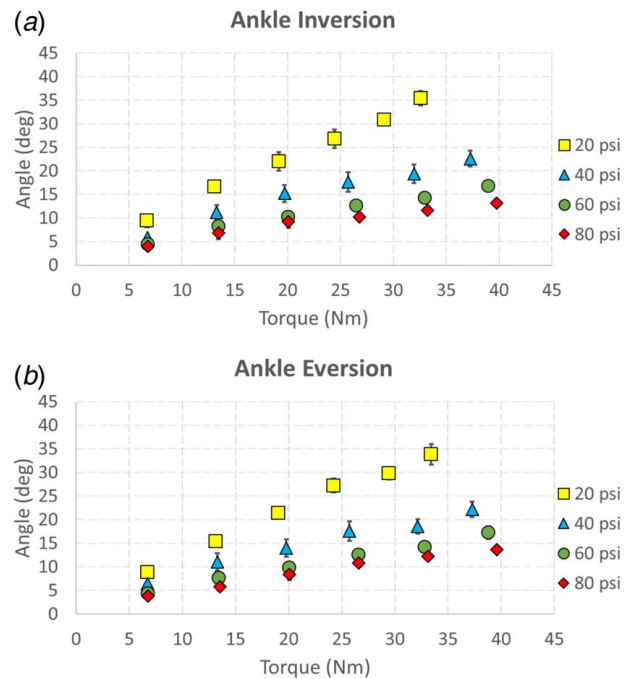 (a)
Ankle Inversion
45
40
35
30
25
20
15
10
5
0
Angle (deg)
0 5 10 15 20 25 30 35 40 45
Torque (Nm)
20 psi
40 psi
60 psi
80 psi
(b)
Ankle Eversion
45
40
35
30
25
20
15
10
5
0
Angle (deg)
0 5 10 15 20 25 30 35 40 45
Torque (Nm)
20 psi
40 psi
60 psi
80 psi